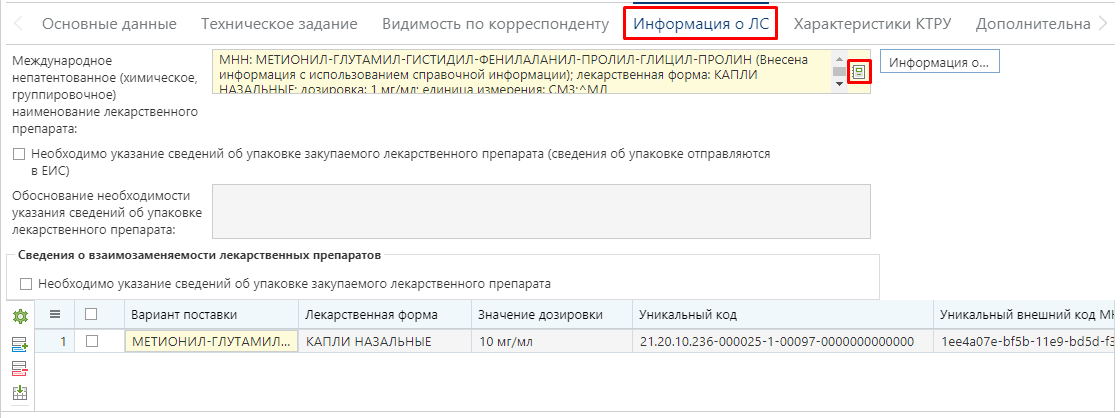 Основные данные Техническое задание Видимость по корреспонденту Информация о ЛС Характеристики КТРУ Дополнительна
Международное
непатентованное (химическое,
группировочное)
наименование лекарственного
препарата:
МНН: МЕТИОНИЛ-ГЛУТАМИЛ-ГИСТИДИЛ-ФЕНИЛАЛАНИЛ-ПРОЛИЛ-ГЛИЦИЛ-ПРОЛИН (Внесена
информация с использованием справочной информации); лекарственная форма: КАПЛИ
НАЗАЛЬНЫЕ; дозировка: 1 мг/мл; единица измерения: СМ3;^МЛ
Информация о...
Необходимо указание сведений об упаковке закупаемого лекарственного препарата (сведения об упаковке отправляются
в ЕИС)
Обоснование необходимости
указания сведений об упаковке
лекарственного препарата:
Сведения о взаимозаменяемости лекарственных препаратов
Необходимо указание сведений об упаковке закупаемого лекарственного препарата
Вариант поставки Лекарственная форма Значение дозировки Уникальный код Уникальный внешний код МН
1 МЕТИОНИЛ-ГЛУТАМИЛ... КАПЛИ НАЗАЛЬНЫЕ 10 мг/мл 21.20.10.236-000025-1-00097-0000000000000 1ee4a07e-bf5b-11e9-bd5d-f3